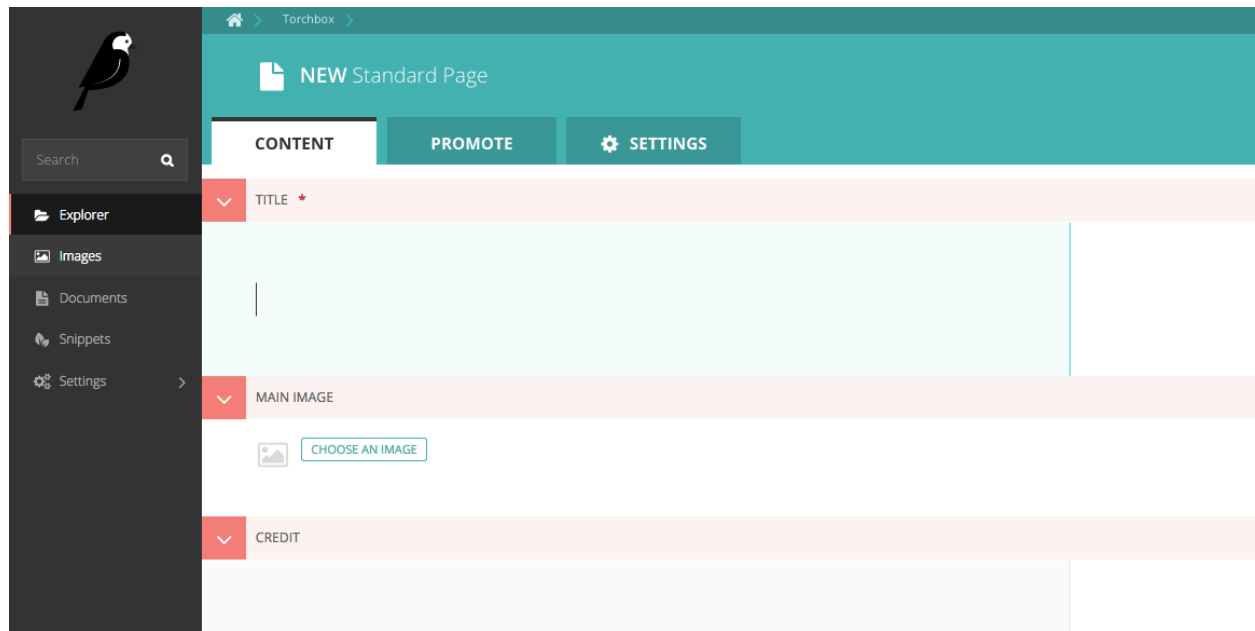 Torchbox
NEW Standard Page
CONTENT
PROMOTE
SETTINGS
Search
Explorer
Images
Documents
Snippets
Settings
TITLE *
MAIN IMAGE
CHOOSE AN IMAGE
CREDIT